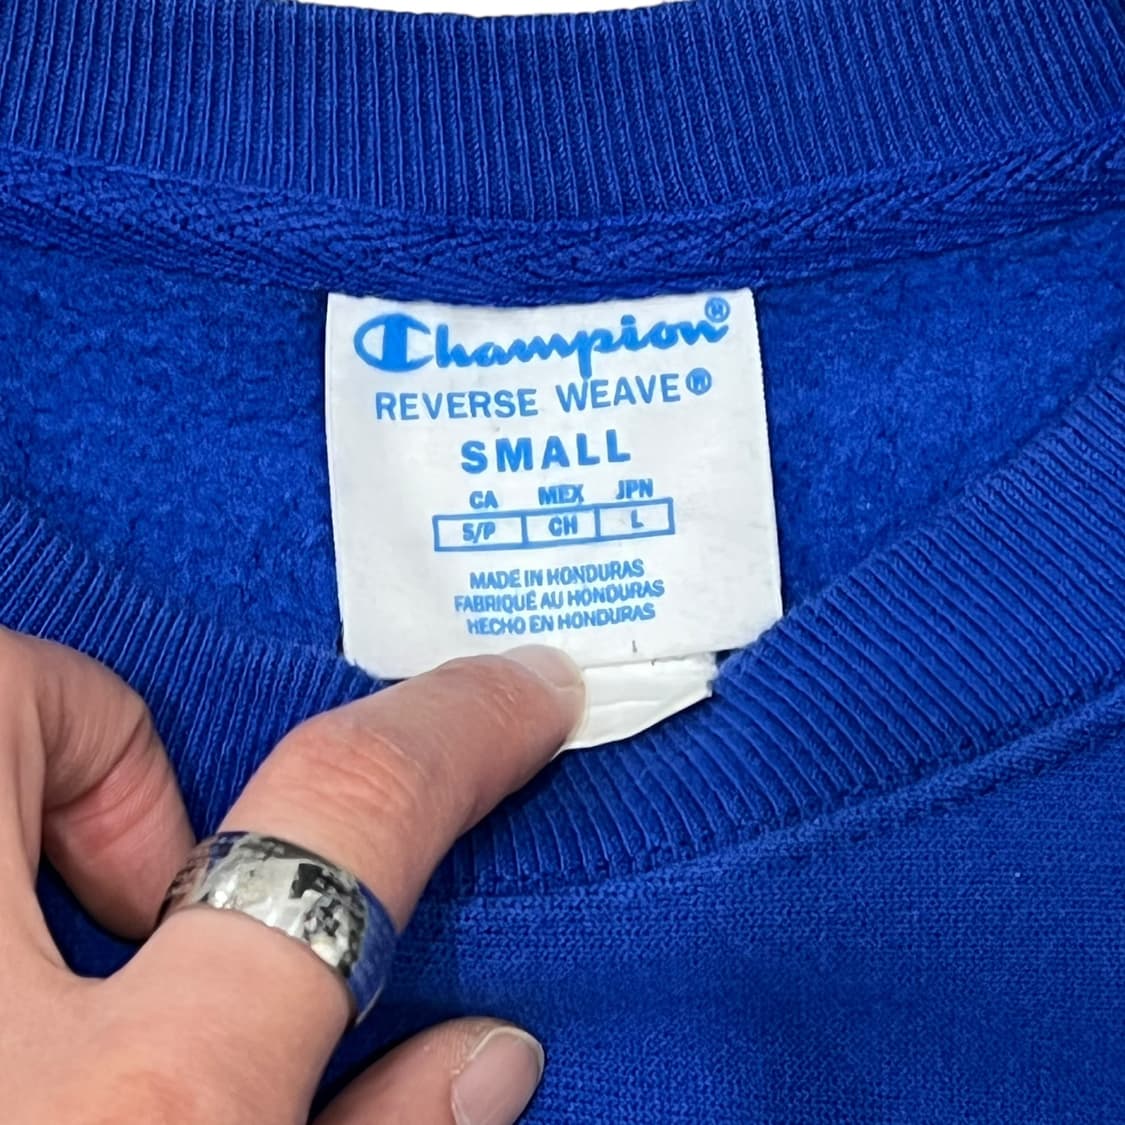 Champion®
REVERSE WEAVE®
SMALL
CA MEX JPN
S/P CH L
MADE IN HONDURAS
FABRIQUÉ AU HONDURAS
HECHO EN HONDURAS